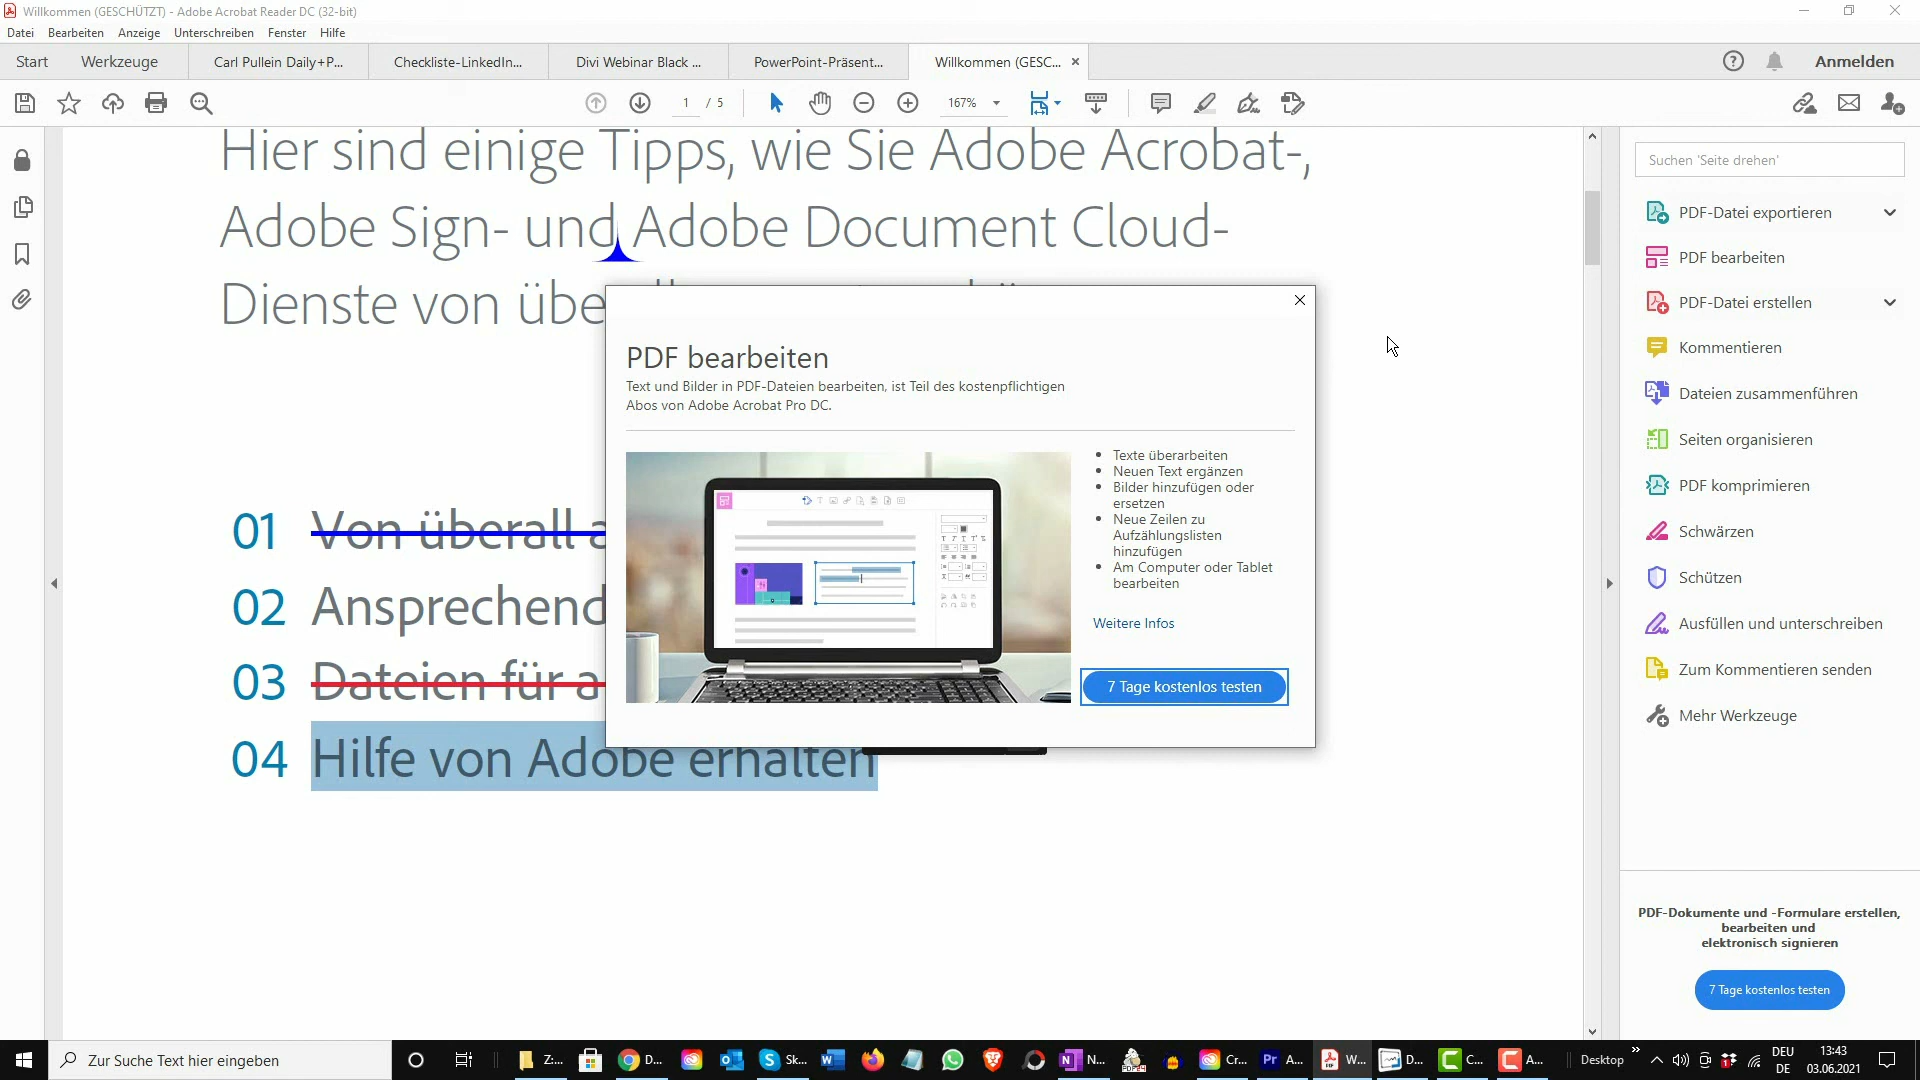 Willkommen (GESCHÜTZT) - Adobe Acrobat Reader DC (32-bit)
Datei Bearbeiten Anzeige Unterschreiben Fenster Hilfe
Start Werkzeuge Carl Pullein Daily+P... Checkliste-LinkedIn... Divi Webinar Black ... PowerPoint-Präsent... Willkommen (GESC... Anmelden
1 / 5 167%
Hier sind einige Tipps, wie Sie Adobe Acrobat-,
Adobe Sign- und Adobe Document Cloud-
Dienste von übe
01 Von überall a
02 Ansprechend
03 Dateien für a
04 Hilfe von Adobe erhalten
PDF bearbeiten
Text und Bilder in PDF-Dateien bearbeiten, ist Teil des kostenpflichtigen
Abos von Adobe Acrobat Pro DC.
• Texte überarbeiten
• Neuen Text ergänzen
• Bilder hinzufügen oder
ersetzen
• Neue Zeilen zu
Aufzählungslisten
hinzufügen
• Am Computer oder Tablet
bearbeiten
Weitere Infos
7 Tage kostenlos testen
Suchen 'Seite drehen'
PDF-Datei exportieren
PDF bearbeiten
PDF-Datei erstellen
Kommentieren
Dateien zusammenführen
Seiten organisieren
PDF komprimieren
Schwärzen
Schützen
Ausfüllen und unterschreiben
Zum Kommentieren senden
Mehr Werkzeuge
PDF-Dokumente und -Formulare erstellen,
bearbeiten und
elektronisch signieren
7 Tage kostenlos testen
Zur Suche Text hier eingeben Z:... D... Sk... N... Cr... A... W... D... C... A... Desktop
DEU 13:43
DE 03.06.2021